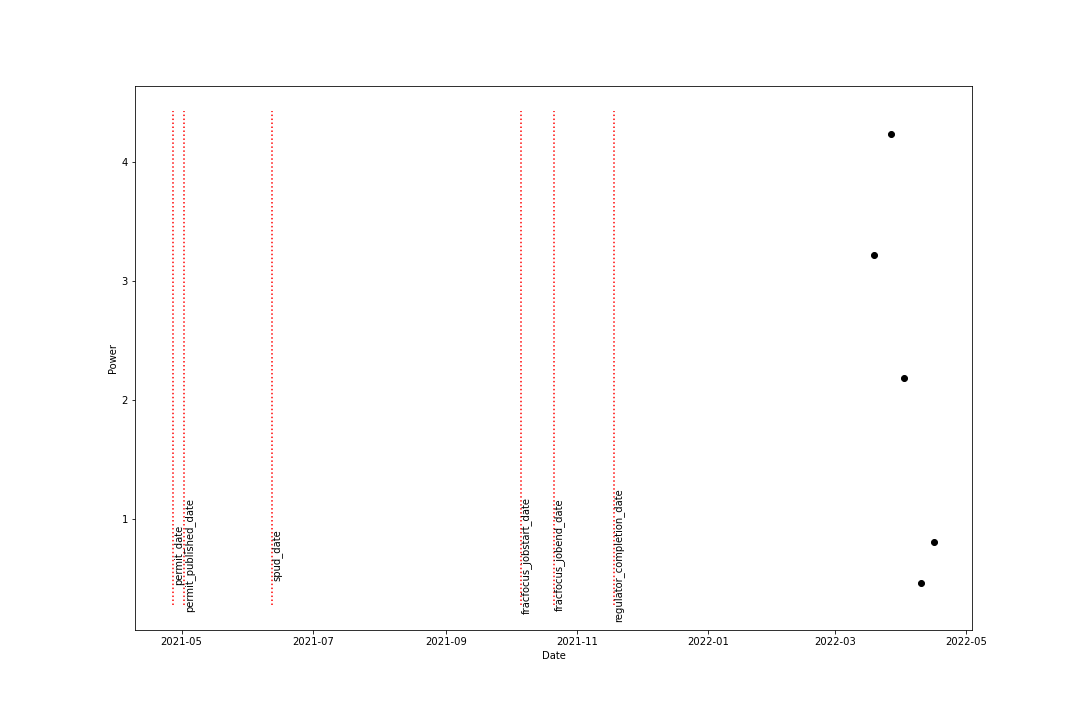 4
3
2
1
Power
permit_date
permit_published_date
spud_date
fracfocus_jobstart_date
fracfocus_jobend_date
regulator_completion_date
2021-05
2021-07
2021-09
2021-11
2022-01
2022-03
2022-05
Date